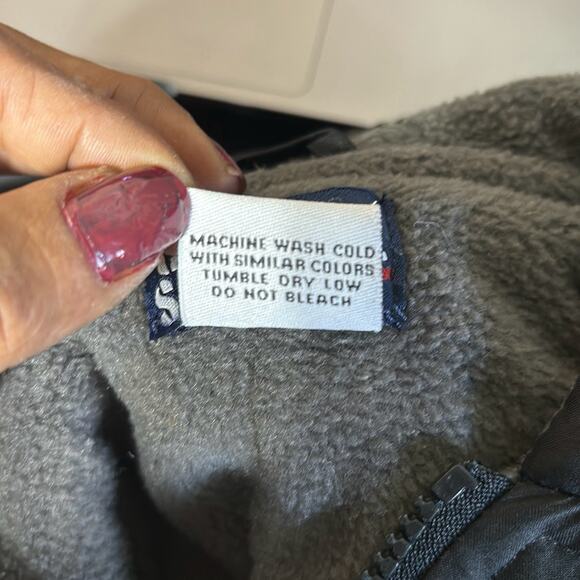 MACHINE WASH COLD
WITH SIMILAR COLORS
TUMBLE DRY LOW
DO NOT BLEACH